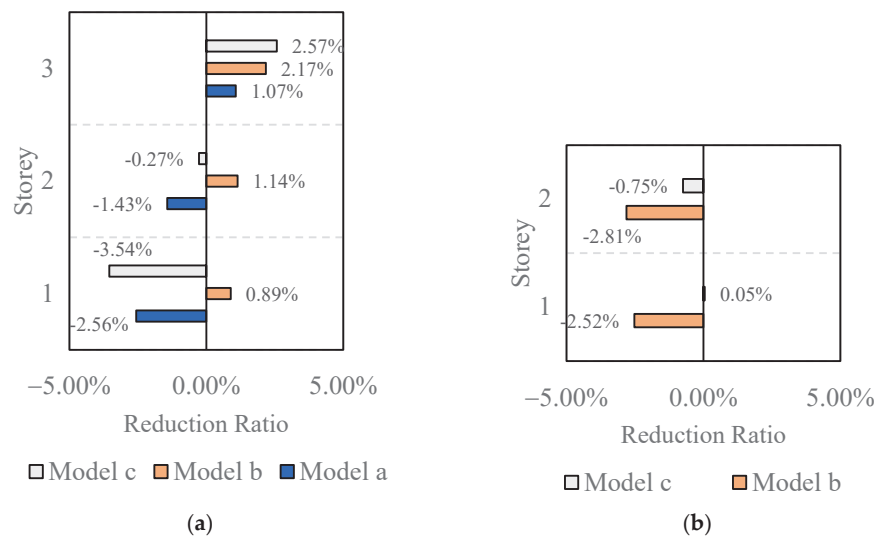 2.57%
3
2.17%
1.07%
-0.27%
2
1.14%
-1.43%
-3.54%
1
0.89%
-2.56%
Storey
−5.00% 0.00% 5.00%
Reduction Ratio
Model c Model b Model a
(a)
-0.75%
2
-2.81%
1
0.05%
-2.52%
Storey
−5.00% 0.00% 5.00%
Reduction Ratio
Model c Model b
(b)